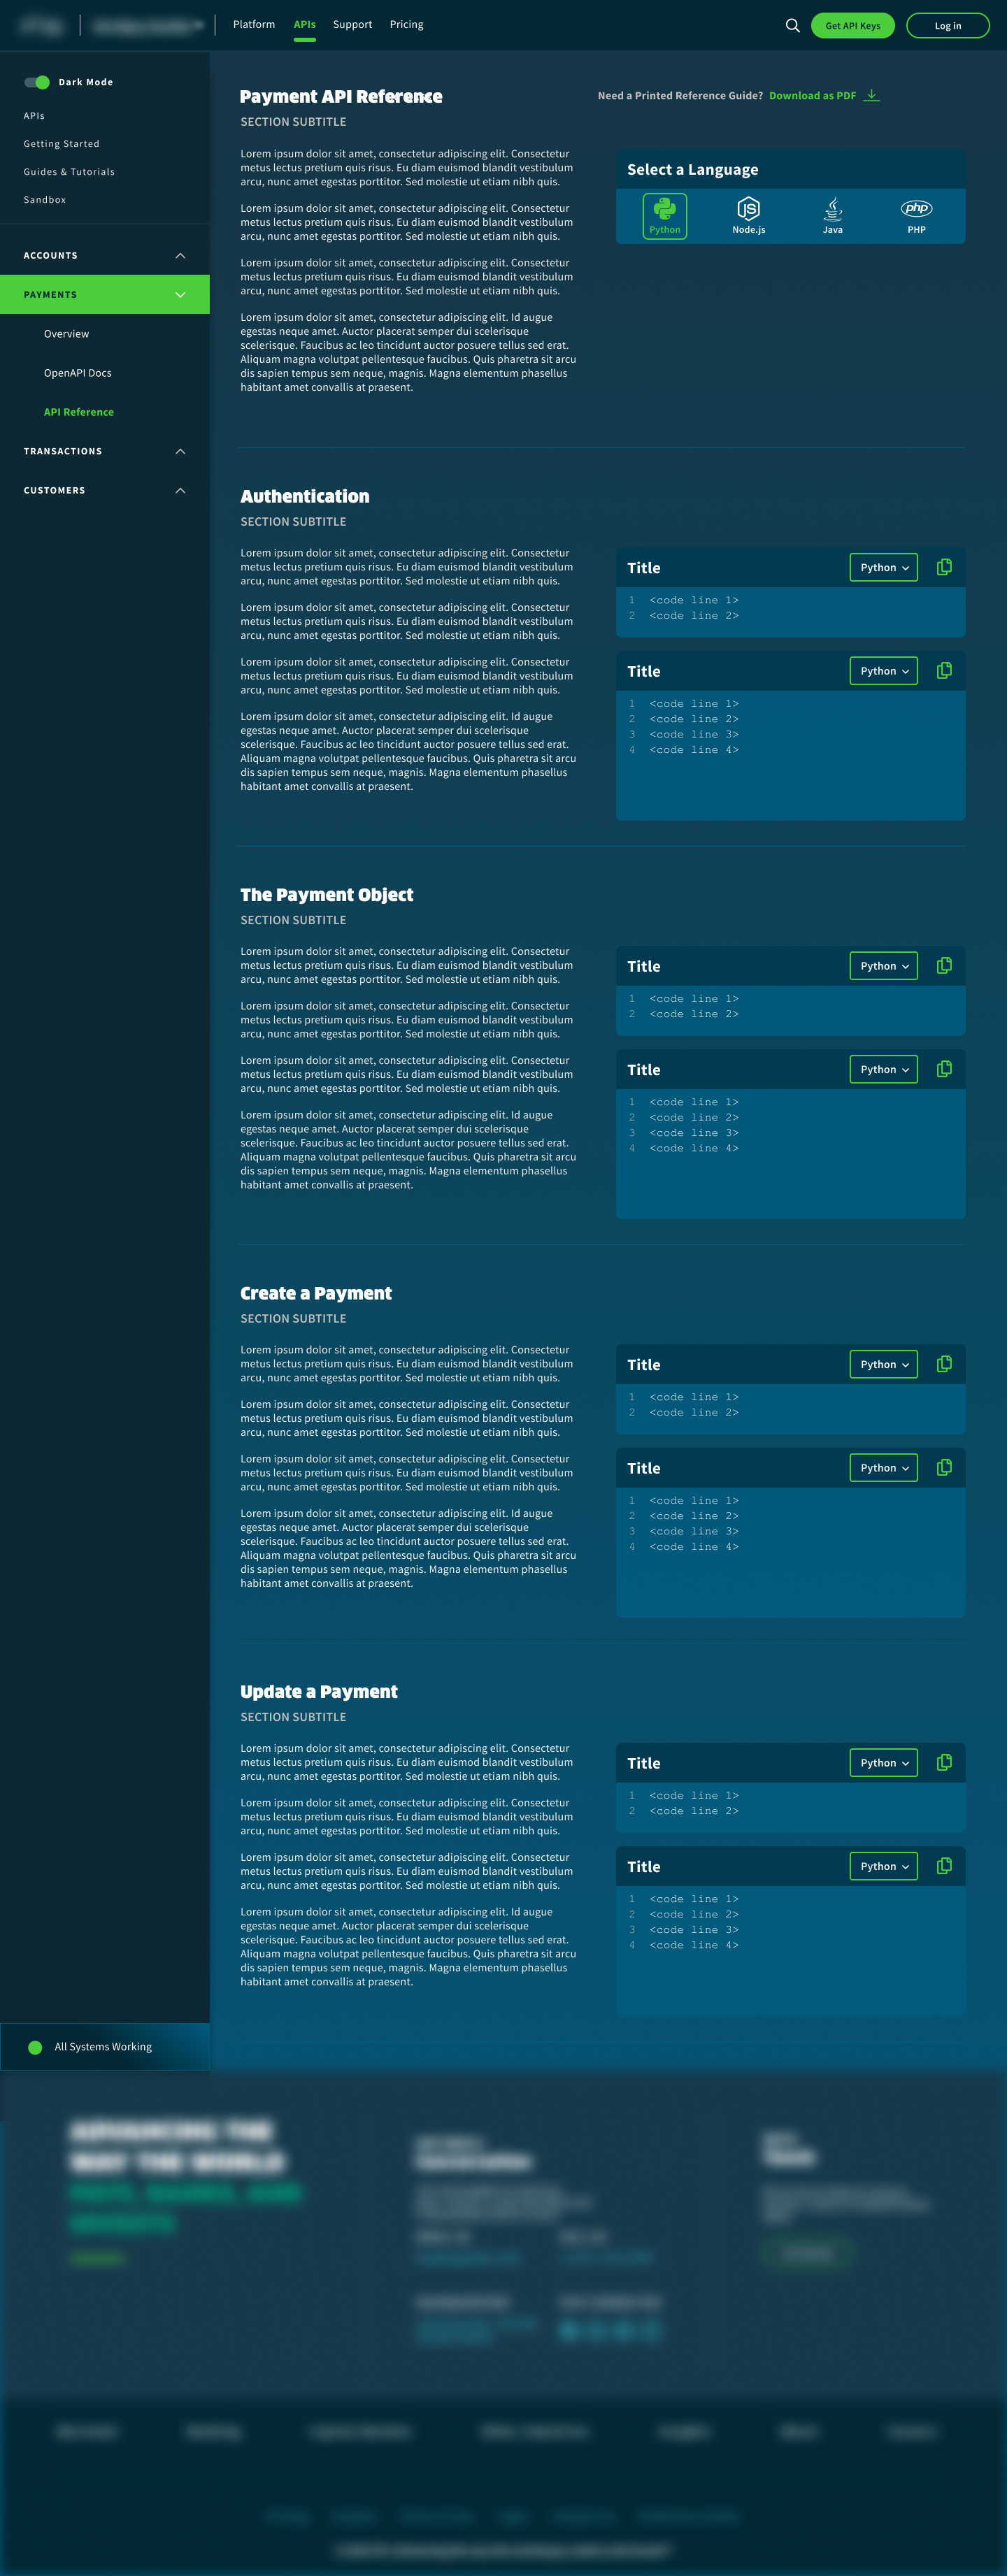 Platform APIs Support Pricing
Get API Keys Log in
Dark Mode
APIs
Getting Started
Guides & Tutorials
Sandbox
ACCOUNTS
PAYMENTS
Overview
OpenAPI Docs
API Reference
TRANSACTIONS
CUSTOMERS
All Systems Working
Payment API Reference
SECTION SUBTITLE
Lorem ipsum dolor sit amet, consectetur adipiscing elit. Consectetur
metus lectus pretium quis risus. Eu diam euismod blandit vestibulum
arcu, nunc amet egestas porttitor. Sed molestie ut etiam nibh quis.
Lorem ipsum dolor sit amet, consectetur adipiscing elit. Consectetur
metus lectus pretium quis risus. Eu diam euismod blandit vestibulum
arcu, nunc amet egestas porttitor. Sed molestie ut etiam nibh quis.
Lorem ipsum dolor sit amet, consectetur adipiscing elit. Consectetur
metus lectus pretium quis risus. Eu diam euismod blandit vestibulum
arcu, nunc amet egestas porttitor. Sed molestie ut etiam nibh quis.
Lorem ipsum dolor sit amet, consectetur adipiscing elit. Id augue
egestas neque amet. Auctor placerat semper dui scelerisque
scelerisque. Faucibus ac leo tincidunt auctor posuere tellus sed erat.
Aliquam magna volutpat pellentesque faucibus. Quis pharetra sit arcu
dis sapien tempus sem neque, magnis. Magna elementum phasellus
habitant amet convallis at praesent.
Need a Printed Reference Guide? Download as PDF
Select a Language
JS php
Python Node.js Java PHP
Authentication
SECTION SUBTITLE
Lorem ipsum dolor sit amet, consectetur adipiscing elit. Consectetur
metus lectus pretium quis risus. Eu diam euismod blandit vestibulum
arcu, nunc amet egestas porttitor. Sed molestie ut etiam nibh quis.
Lorem ipsum dolor sit amet, consectetur adipiscing elit. Consectetur
metus lectus pretium quis risus. Eu diam euismod blandit vestibulum
arcu, nunc amet egestas porttitor. Sed molestie ut etiam nibh quis.
Lorem ipsum dolor sit amet, consectetur adipiscing elit. Consectetur
metus lectus pretium quis risus. Eu diam euismod blandit vestibulum
arcu, nunc amet egestas porttitor. Sed molestie ut etiam nibh quis.
Lorem ipsum dolor sit amet, consectetur adipiscing elit. Id augue
egestas neque amet. Auctor placerat semper dui scelerisque
scelerisque. Faucibus ac leo tincidunt auctor posuere tellus sed erat.
Aliquam magna volutpat pellentesque faucibus. Quis pharetra sit arcu
dis sapien tempus sem neque, magnis. Magna elementum phasellus
habitant amet convallis at praesent.
Title Python
1 <code line 1>
2 <code line 2>
Title Python
1 <code line 1>
2 <code line 2>
3 <code line 3>
4 <code line 4>
The Payment Object
SECTION SUBTITLE
Lorem ipsum dolor sit amet, consectetur adipiscing elit. Consectetur
metus lectus pretium quis risus. Eu diam euismod blandit vestibulum
arcu, nunc amet egestas porttitor. Sed molestie ut etiam nibh quis.
Lorem ipsum dolor sit amet, consectetur adipiscing elit. Consectetur
metus lectus pretium quis risus. Eu diam euismod blandit vestibulum
arcu, nunc amet egestas porttitor. Sed molestie ut etiam nibh quis.
Lorem ipsum dolor sit amet, consectetur adipiscing elit. Consectetur
metus lectus pretium quis risus. Eu diam euismod blandit vestibulum
arcu, nunc amet egestas porttitor. Sed molestie ut etiam nibh quis.
Lorem ipsum dolor sit amet, consectetur adipiscing elit. Id augue
egestas neque amet. Auctor placerat semper dui scelerisque
scelerisque. Faucibus ac leo tincidunt auctor posuere tellus sed erat.
Aliquam magna volutpat pellentesque faucibus. Quis pharetra sit arcu
dis sapien tempus sem neque, magnis. Magna elementum phasellus
habitant amet convallis at praesent.
Title Python
1 <code line 1>
2 <code line 2>
Title Python
1 <code line 1>
2 <code line 2>
3 <code line 3>
4 <code line 4>
Create a Payment
SECTION SUBTITLE
Lorem ipsum dolor sit amet, consectetur adipiscing elit. Consectetur
metus lectus pretium quis risus. Eu diam euismod blandit vestibulum
arcu, nunc amet egestas porttitor. Sed molestie ut etiam nibh quis.
Lorem ipsum dolor sit amet, consectetur adipiscing elit. Consectetur
metus lectus pretium quis risus. Eu diam euismod blandit vestibulum
arcu, nunc amet egestas porttitor. Sed molestie ut etiam nibh quis.
Lorem ipsum dolor sit amet, consectetur adipiscing elit. Consectetur
metus lectus pretium quis risus. Eu diam euismod blandit vestibulum
arcu, nunc amet egestas porttitor. Sed molestie ut etiam nibh quis.
Lorem ipsum dolor sit amet, consectetur adipiscing elit. Id augue
egestas neque amet. Auctor placerat semper dui scelerisque
scelerisque. Faucibus ac leo tincidunt auctor posuere tellus sed erat.
Aliquam magna volutpat pellentesque faucibus. Quis pharetra sit arcu
dis sapien tempus sem neque, magnis. Magna elementum phasellus
habitant amet convallis at praesent.
Title Python
1 <code line 1>
2 <code line 2>
Title Python
1 <code line 1>
2 <code line 2>
3 <code line 3>
4 <code line 4>
Update a Payment
SECTION SUBTITLE
Lorem ipsum dolor sit amet, consectetur adipiscing elit. Consectetur
metus lectus pretium quis risus. Eu diam euismod blandit vestibulum
arcu, nunc amet egestas porttitor. Sed molestie ut etiam nibh quis.
Lorem ipsum dolor sit amet, consectetur adipiscing elit. Consectetur
metus lectus pretium quis risus. Eu diam euismod blandit vestibulum
arcu, nunc amet egestas porttitor. Sed molestie ut etiam nibh quis.
Lorem ipsum dolor sit amet, consectetur adipiscing elit. Consectetur
metus lectus pretium quis risus. Eu diam euismod blandit vestibulum
arcu, nunc amet egestas porttitor. Sed molestie ut etiam nibh quis.
Lorem ipsum dolor sit amet, consectetur adipiscing elit. Id augue
egestas neque amet. Auctor placerat semper dui scelerisque
scelerisque. Faucibus ac leo tincidunt auctor posuere tellus sed erat.
Aliquam magna volutpat pellentesque faucibus. Quis pharetra sit arcu
dis sapien tempus sem neque, magnis. Magna elementum phasellus
habitant amet convallis at praesent.
Title Python
1 <code line 1>
2 <code line 2>
Title Python
1 <code line 1>
2 <code line 2>
3 <code line 3>
4 <code line 4>
ADVANCING THE
WAY THE WORLD
PAYS, BANKS, AND
INVESTS